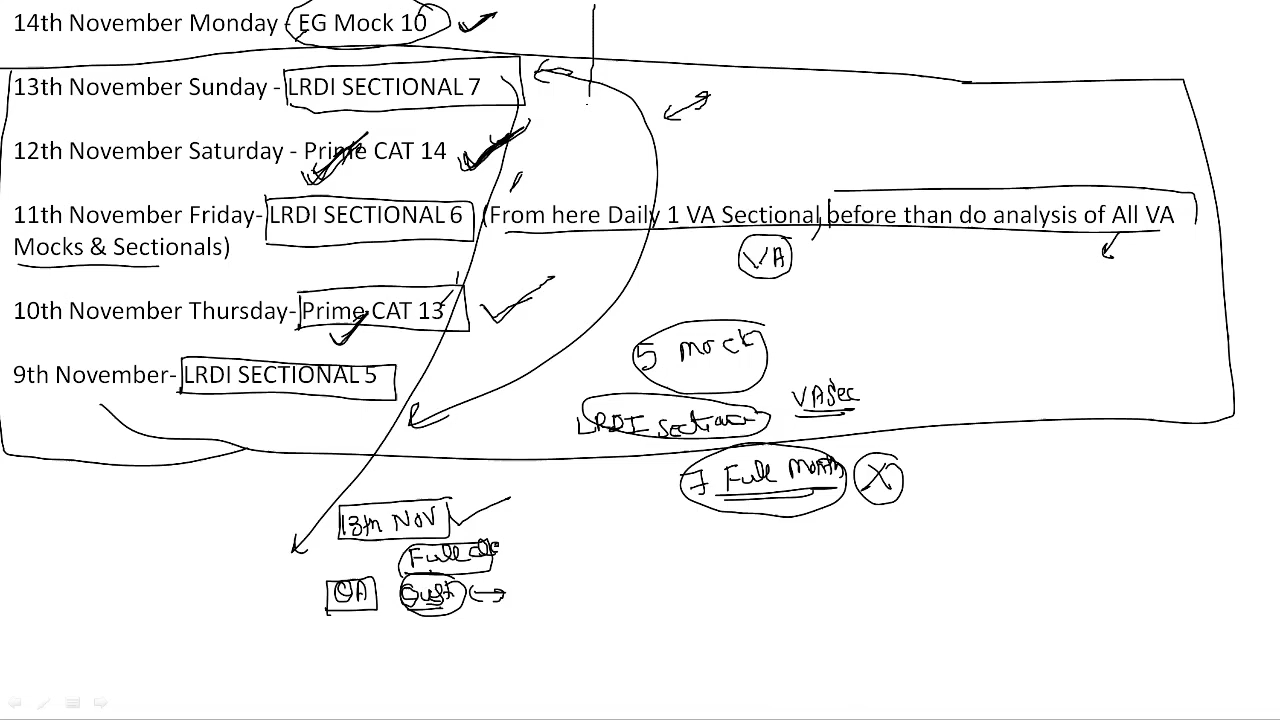 14th November Monday - EG Mock 10
13th November Sunday - LRDI SECTIONAL 7
12th November Saturday - Prime CAT 14
11th November Friday- LRDI SECTIONAL 6 (From here Daily 1 VA Sectional, before than do analysis of All VA
Mocks & Sectionals)
VA
10th November Thursday- Prime CAT 13
5 mock
9th November- LRDI SECTIONAL 5
VA Sec
LRDI Section
7 Full Month X
13th NOV
Full